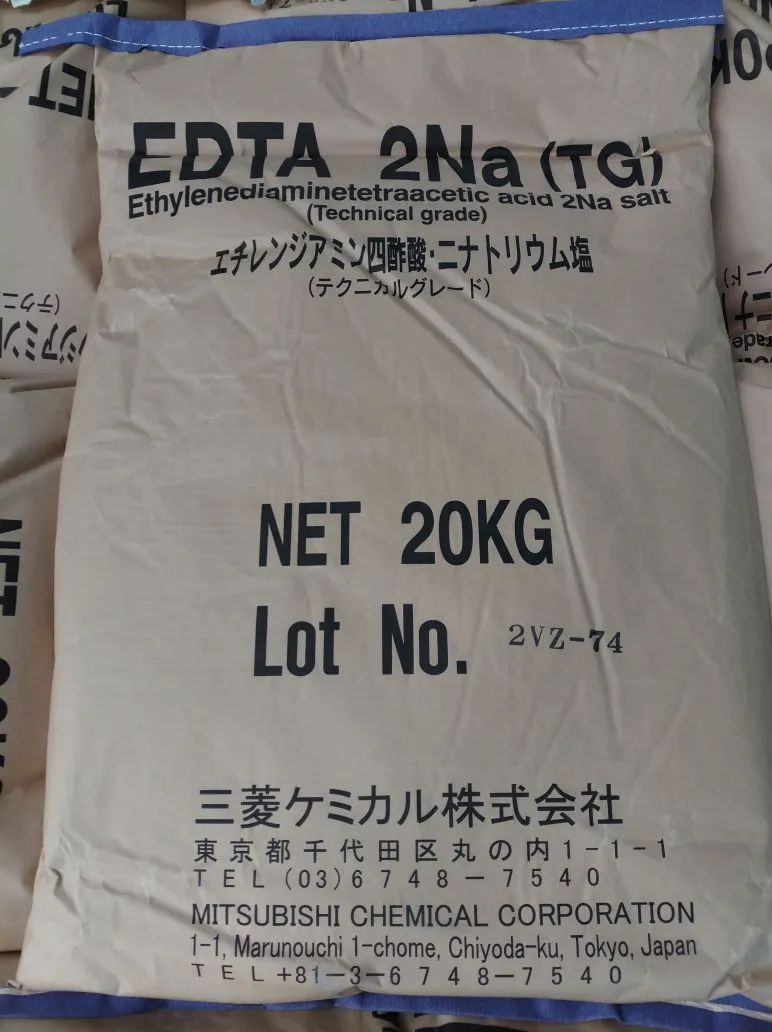 EDTA 2Na (TG)
Ethylenediaminetetraacetic acid 2Na salt
(Technical grade)
エチレンジアミン四酢酸・ニナトリウム塩
(テクニカルグレード)
NET 20KG
Lot No. 2VZ-74
三菱ケミカル株式会社
東京都千代田区丸の内1-1-1
TEL(03)6748-7540
MITSUBISHI CHEMICAL CORPORATION
1-1, Marunouchi 1-chome, Chiyoda-ku, Tokyo, Japan
TEL+81-3-6748-7540
NET